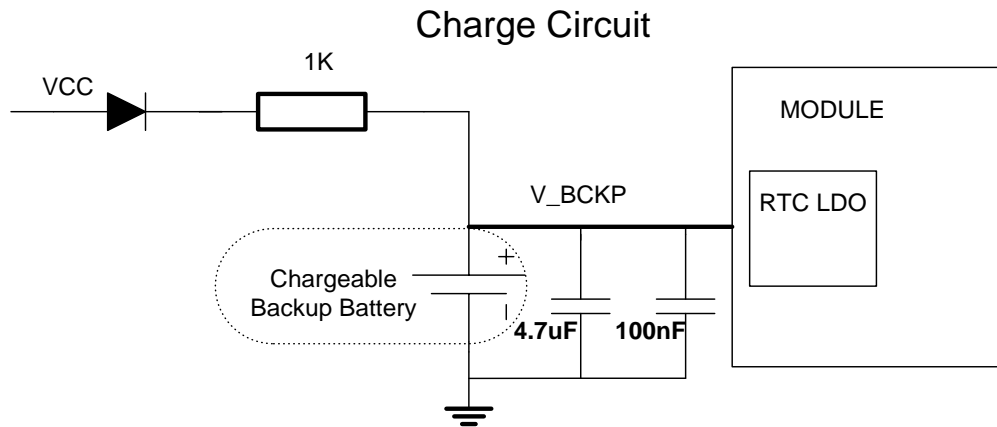 Charge Circuit
1K
VCC
MODULE
V_BCKP
RTC LDO
+
Chargeable
Backup Battery
4.7uF
100nF